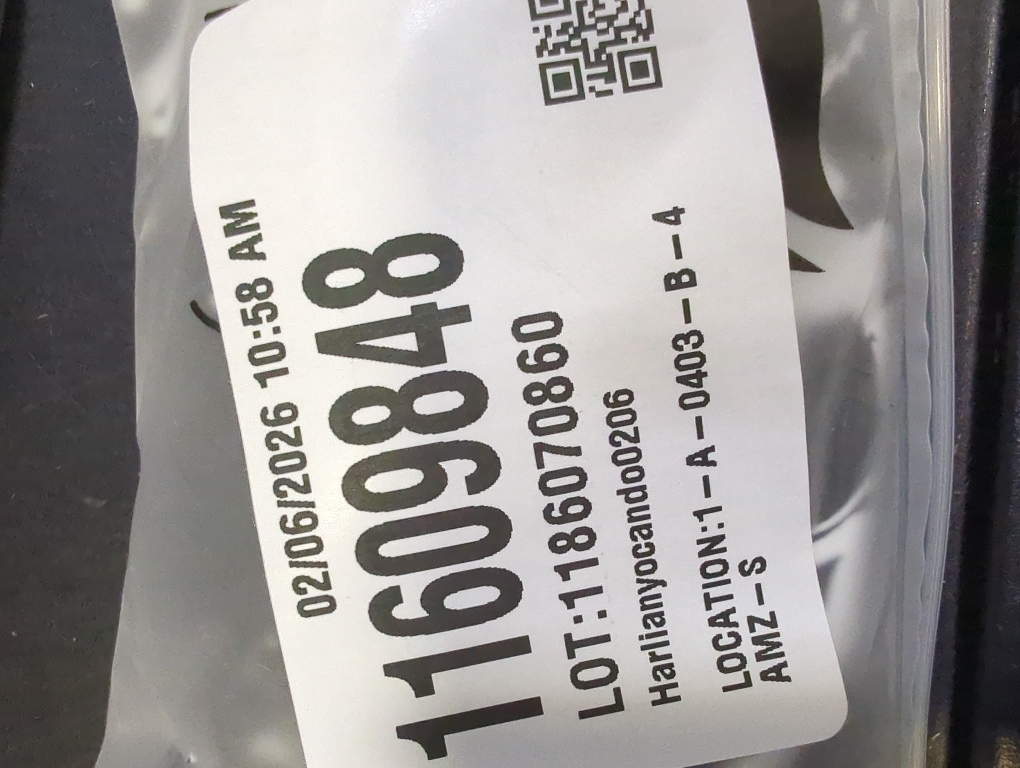 02/06/2026 10:58 AM
11609848
LOT:1186070860
Harlianyocando0206
LOCATION:1-A-0403-B-4
AMZ-S